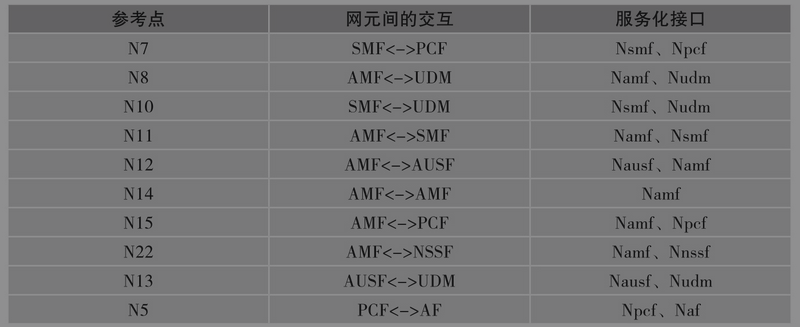 参考点 网元间的交互 服务化接口
N7 SMF<->PCF Nsmf、Npcf
N8 AMF<->UDM Namf、Nudm
N10 SMF<->UDM Nsmf、Nudm
N11 AMF<->SMF Namf、Nsmf
N12 AMF<->AUSF Nausf、Namf
N14 AMF<->AMF Namf
N15 AMF<->PCF Namf、Npcf
N22 AMF<->NSSF Namf、Nnssf
N13 AUSF<->UDM Nausf、Nudm
N5 PCF<->AF Npcf、Naf